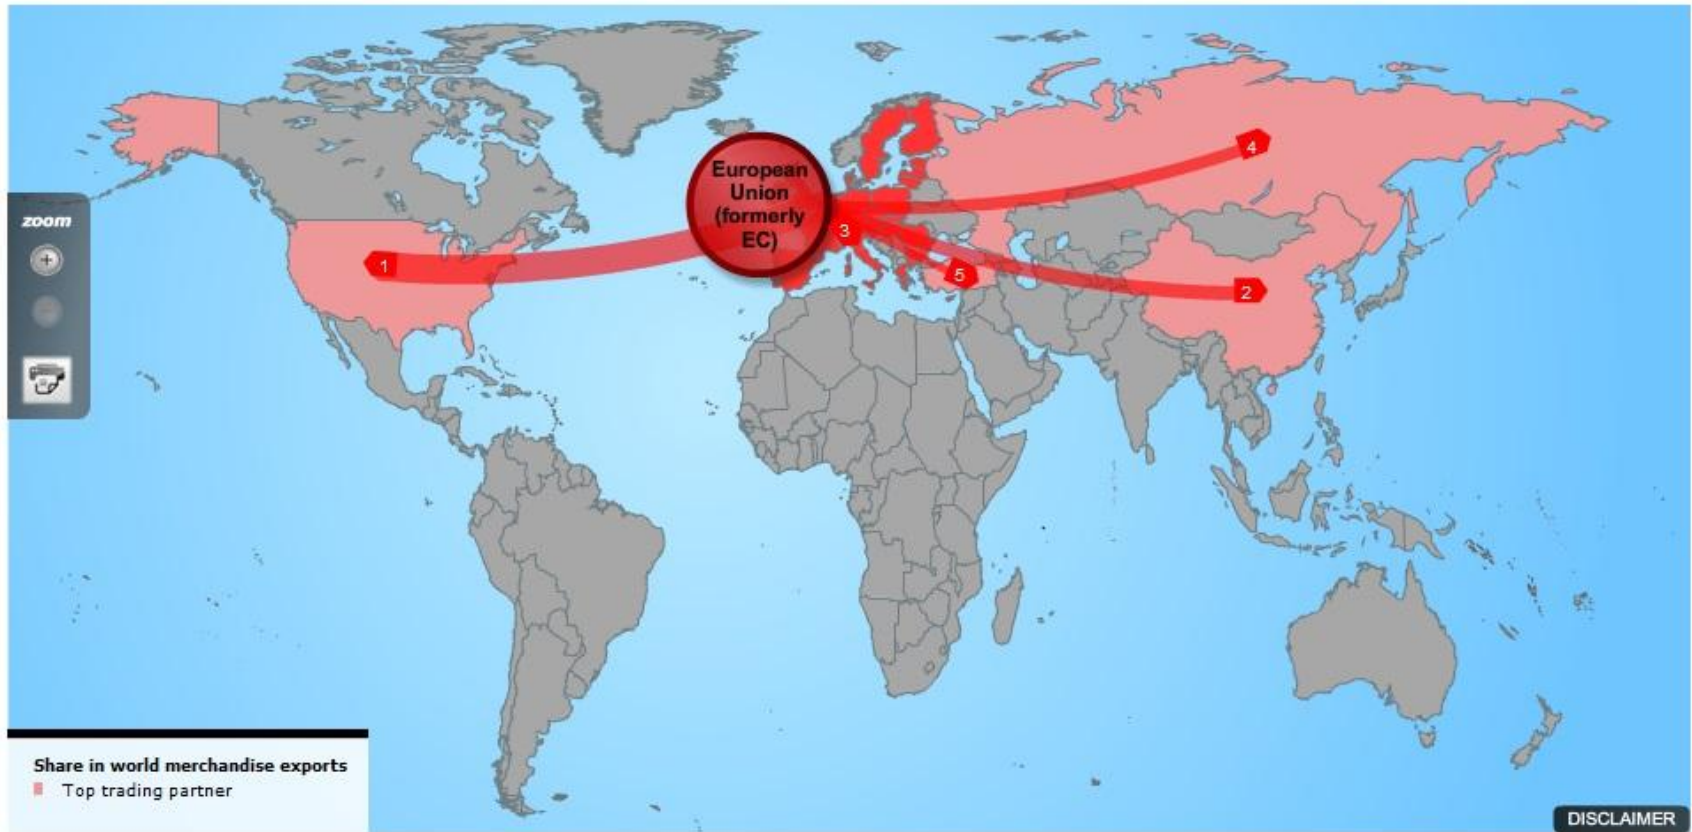 European
Union
(formerly
EC)
4
3
1
5
2
zoom
Share in world merchandise exports
Top trading partner
DISCLAIMER